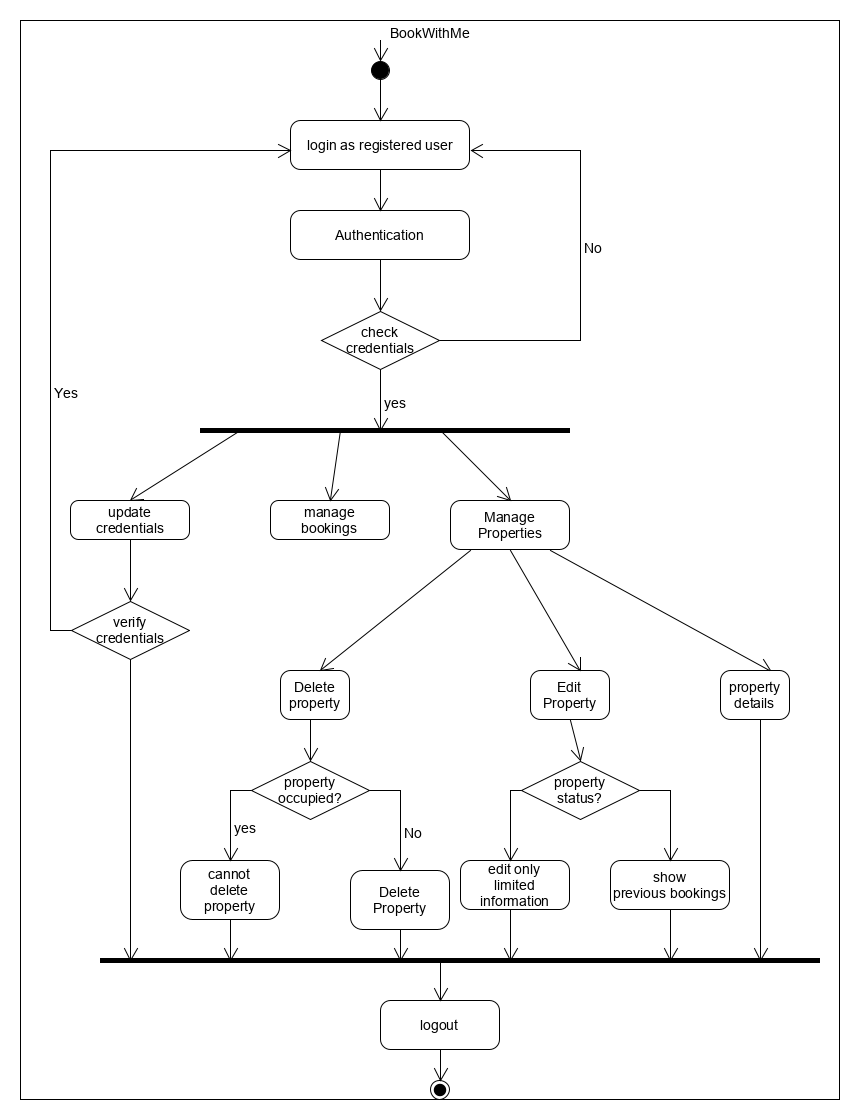 BookWithMe
login as registered user
Authentication
No
check
credentials
Yes
yes
update
credentials
manage
bookings
Manage
Properties
verify
credentials
Delete
property
Edit
Property
property
details
property
occupied?
property
status?
yes
No
cannot
delete
property
Delete
Property
edit only
limited
information
show
previous bookings
logout